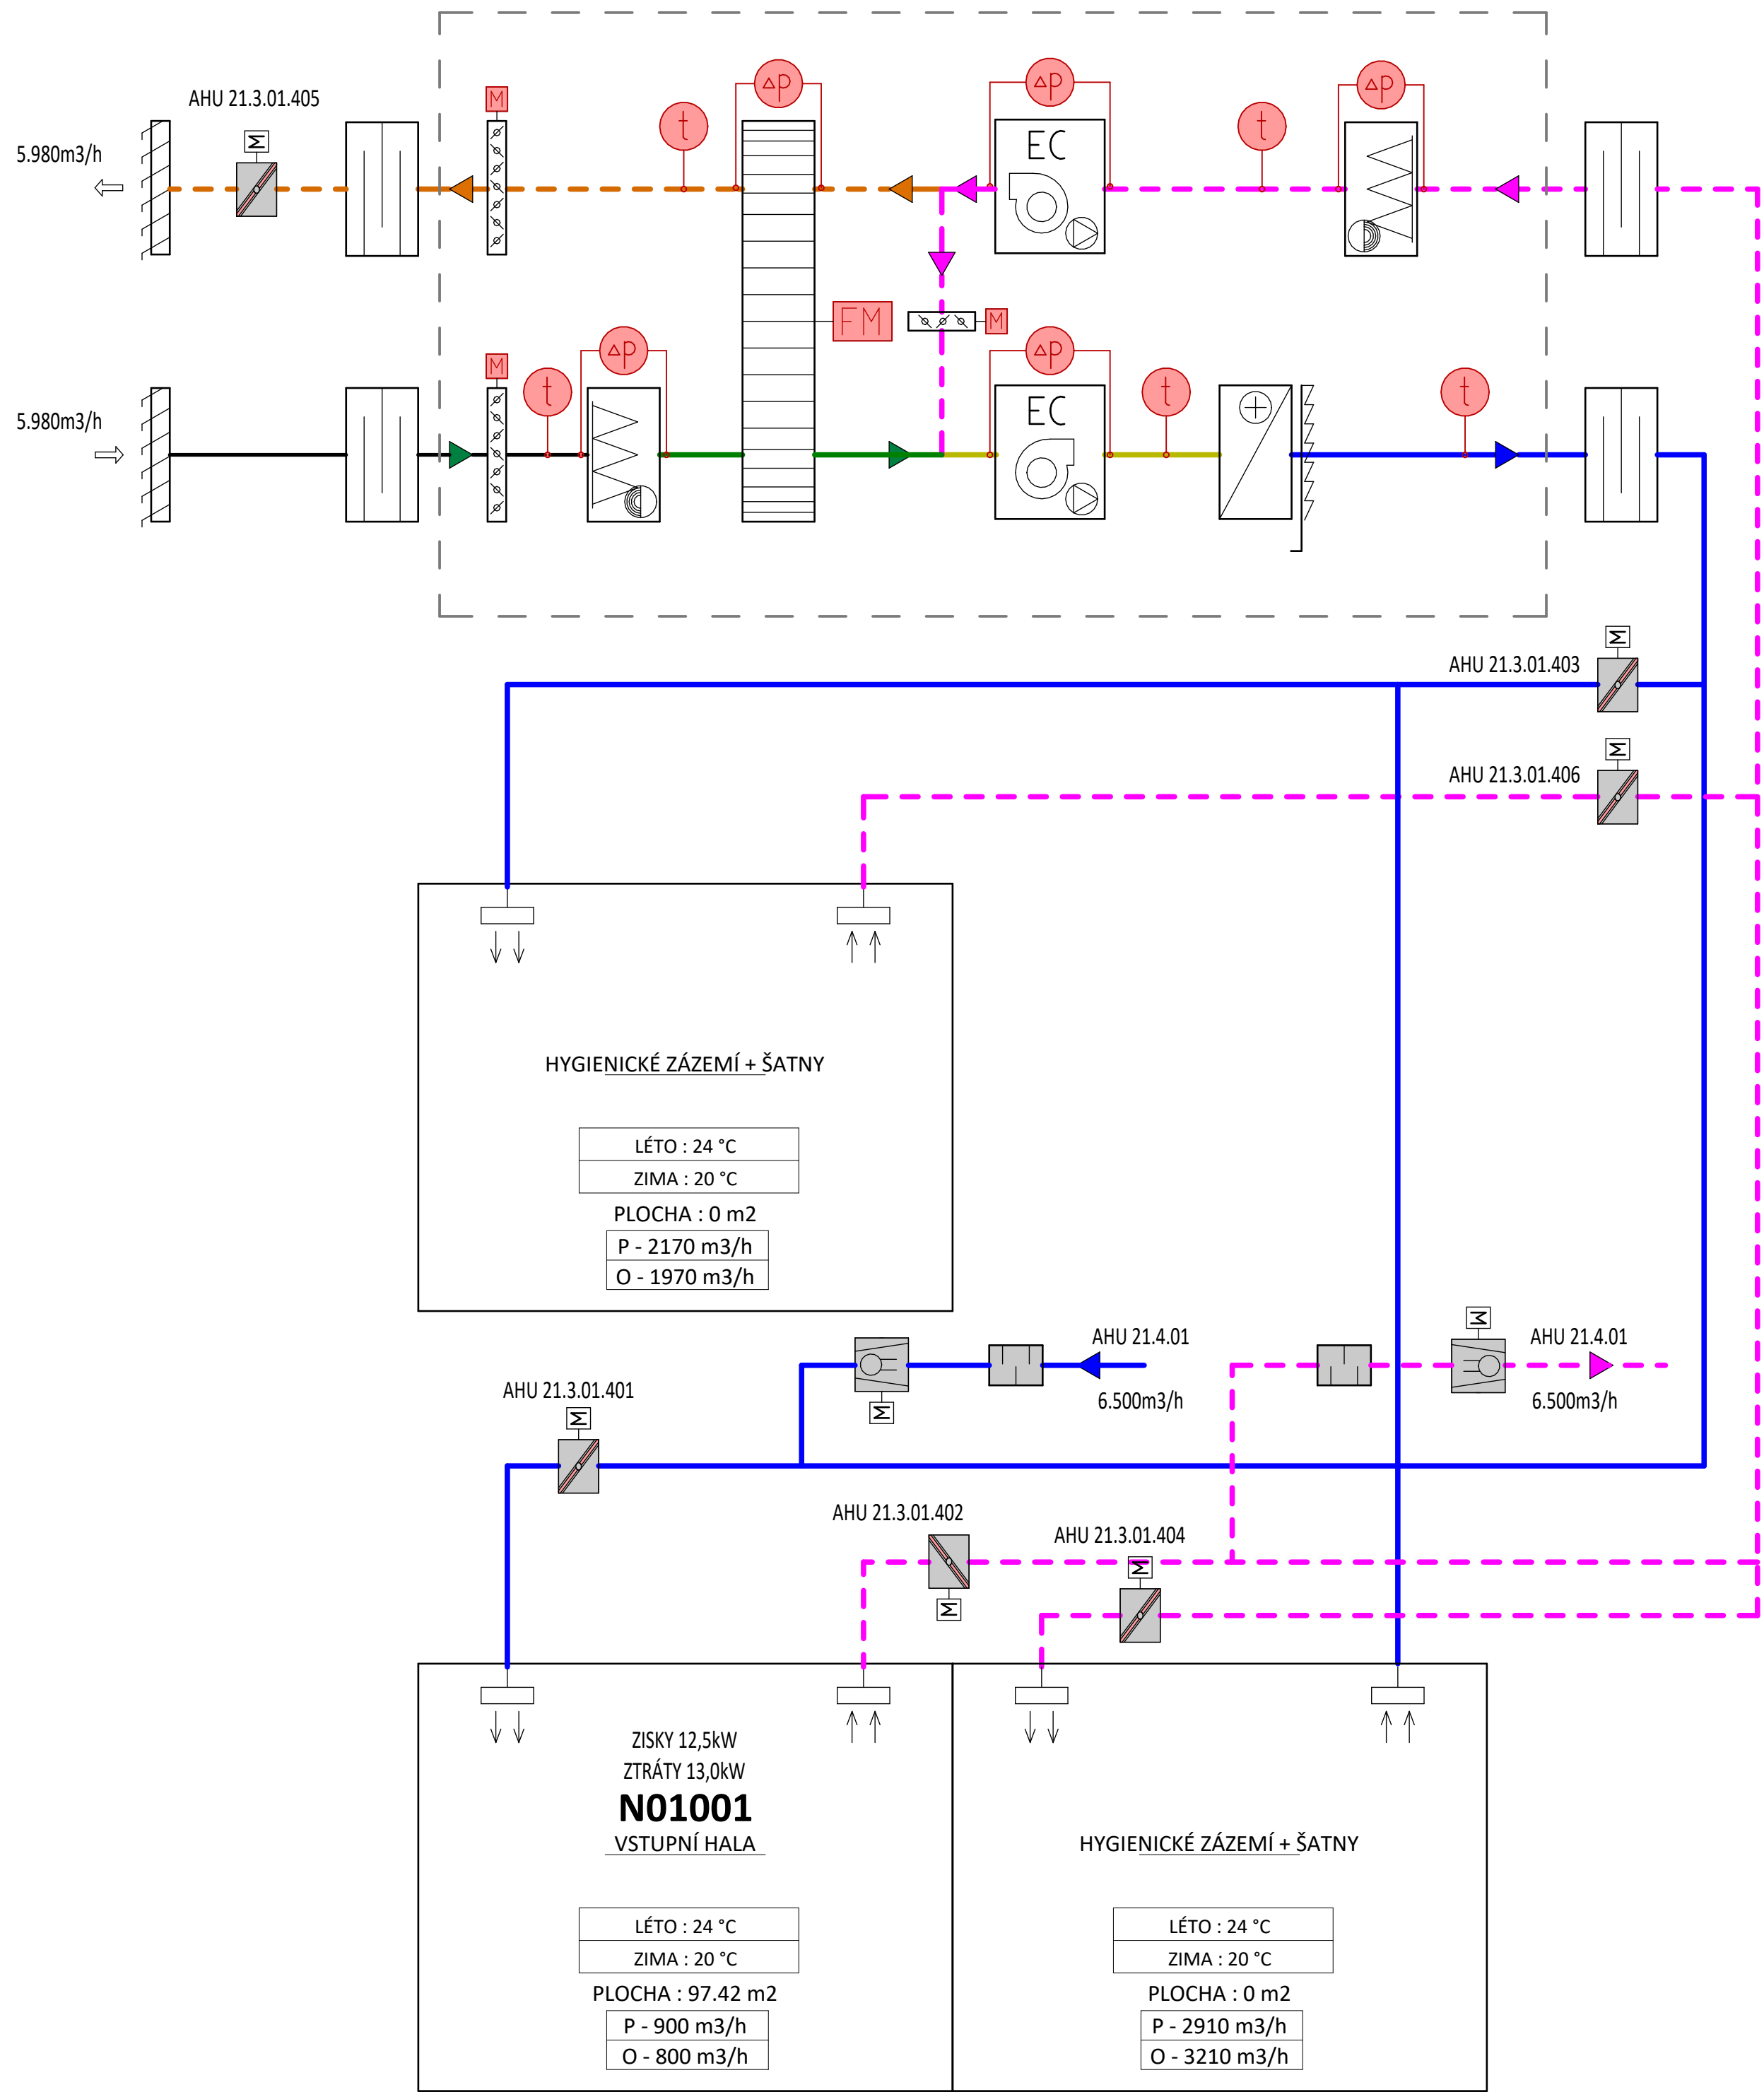 AHU 21.3.01.405
M
Δp
Δp
Δp
M
t
EC
t
5.980m3/h
FM
M
M
Δp
Δp
t
EC
t
t
5.980m3/h
M
AHU 21.3.01.403
M
AHU 21.3.01.406
HYGIENICKÉ ZÁZEMÍ + ŠATNY
LÉTO : 24 °C
ZIMA : 20 °C
PLOCHA : 0 m2
P - 2170 m3/h
O - 1970 m3/h
M
AHU 21.4.01
AHU 21.4.01
6.500m3/h
6.500m3/h
M
AHU 21.3.01.401
M
AHU 21.3.01.402
AHU 21.3.01.404
M
M
ZISKY 12,5kW
ZTRÁTY 13,0kW
N01001
VSTUPNÍ HALA
LÉTO : 24 °C
ZIMA : 20 °C
PLOCHA : 97.42 m2
P - 900 m3/h
O - 800 m3/h
HYGIENICKÉ ZÁZEMÍ + ŠATNY
LÉTO : 24 °C
ZIMA : 20 °C
PLOCHA : 0 m2
P - 2910 m3/h
O - 3210 m3/h